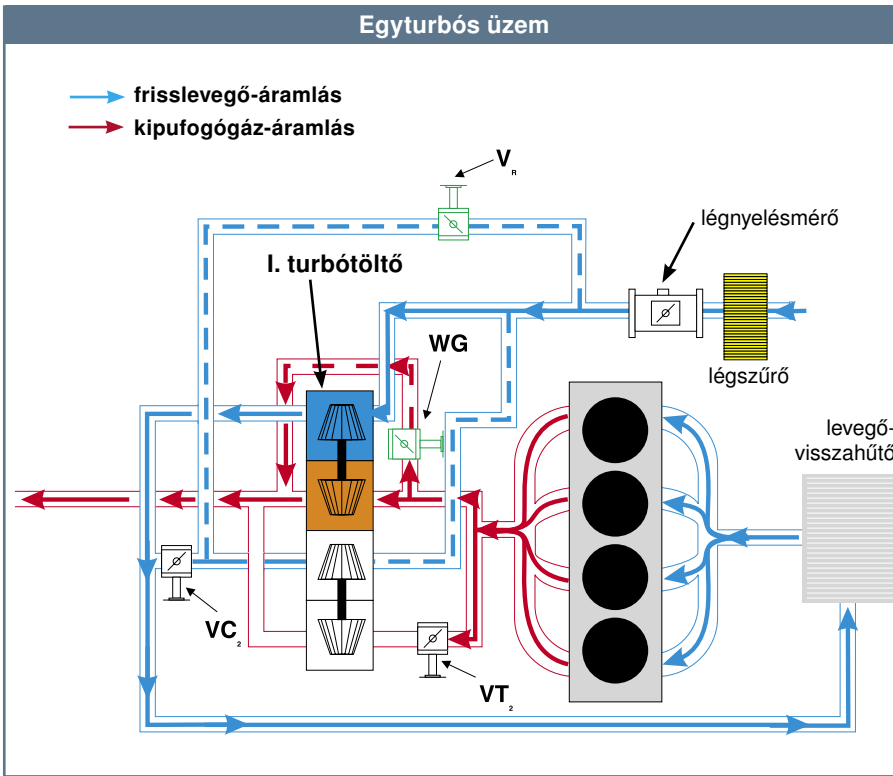 Egyturbós üzem
frisslevegő-áramlás
kipufogógáz-áramlás
V
R
légnyelésmérő
I. turbótöltő
WG
légszűrő
levegő-
visszahűtő
VC
2
VT
2